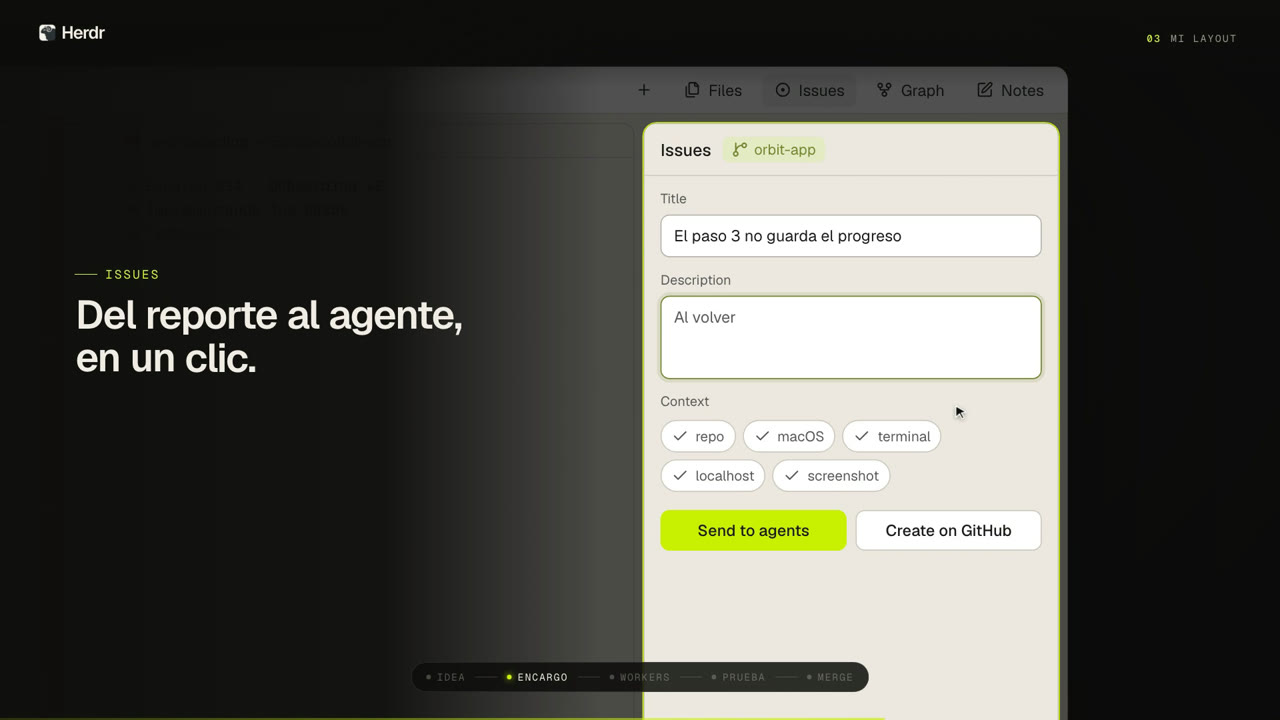 Herdr
03 MI LAYOUT
Files
Issues
Graph
Notes
Issues
orbit-app
Title
El paso 3 no guarda el progreso
Description
Al volver
Context
repo
macOS
terminal
localhost
screenshot
Send to agents
Create on GitHub
ISSUES
Del reporte al agente,
en un clic.
IDEA
ENCARGO
WORKERS
PRUEBA
MERGE